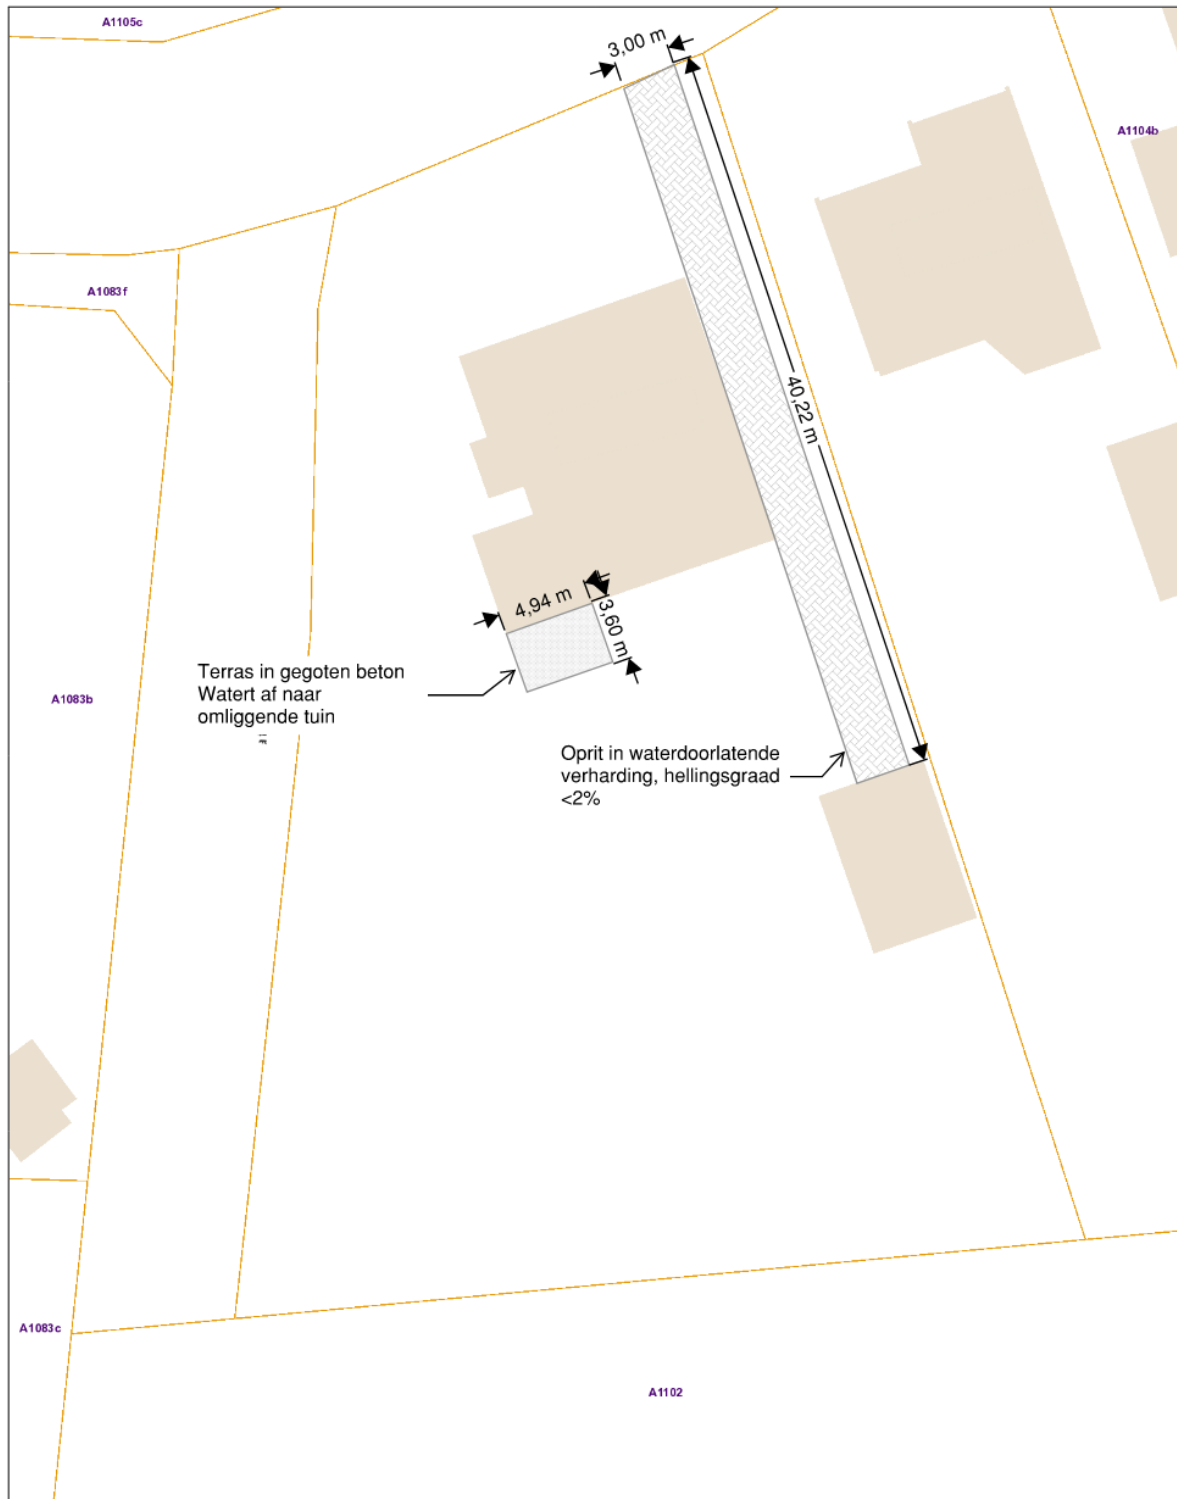 A1105c
3,00 m
A1104b
A1083f
40,22 m
4,94 m
3,60 m
Terras in gegoten beton
Watert af naar
omliggende tuin
A1083b
Oprit in waterdoorlatende
verharding, hellingsgraad
<2%
A1083c
A1102